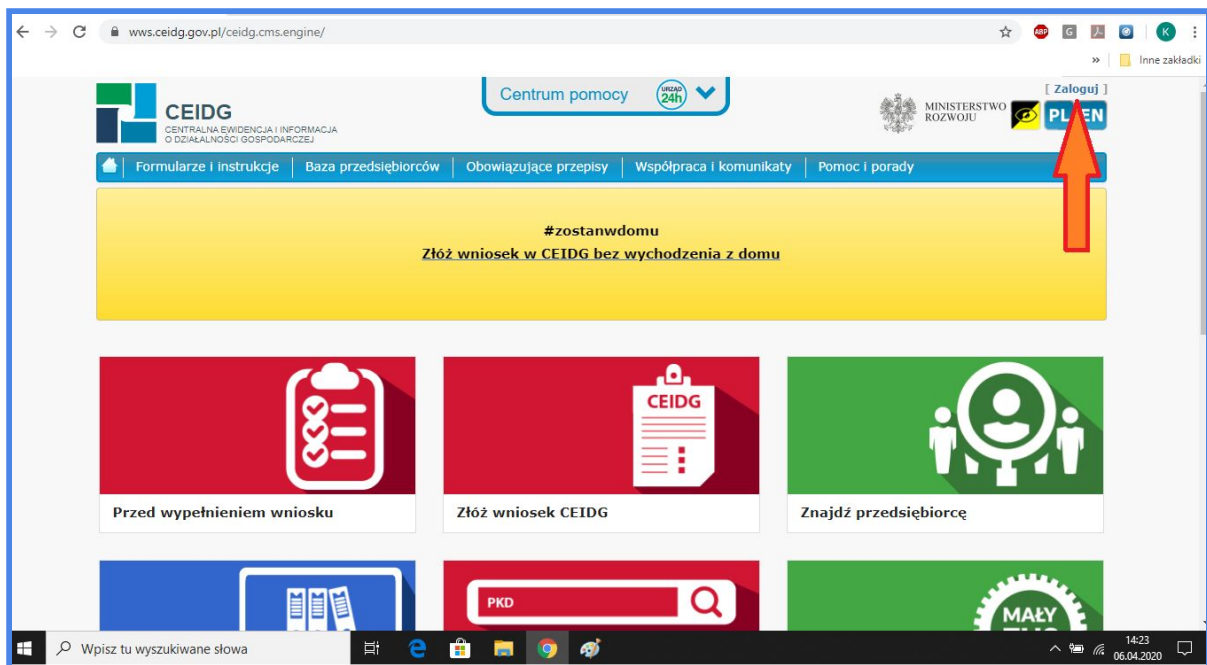 wws.ceidg.gov.pl/ceidg.cms.engine/
ABP
G
K
» Inne zakładki
CEIDG
CENTRALNA EWIDENCJA I INFORMACJA
O DZIAŁALNOŚCI GOSPODARCZEJ
Centrum pomocy
URZĄD
24h
MINISTERSTWO
ROZWOJU
[ Zaloguj ]
PL EN
Formularze i instrukcje
Baza przedsiębiorców
Obowiązujące przepisy
Współpraca i komunikaty
Pomoc i porady
#zostanwdomu
Złóż wniosek w CEIDG bez wychodzenia z domu
CEIDG
Przed wypełnieniem wniosku
Złóż wniosek CEIDG
Znajdź przedsiębiorcę
PKD
MAŁY
Wpisz tu wyszukiwane słowa
14:23
06.04.2020